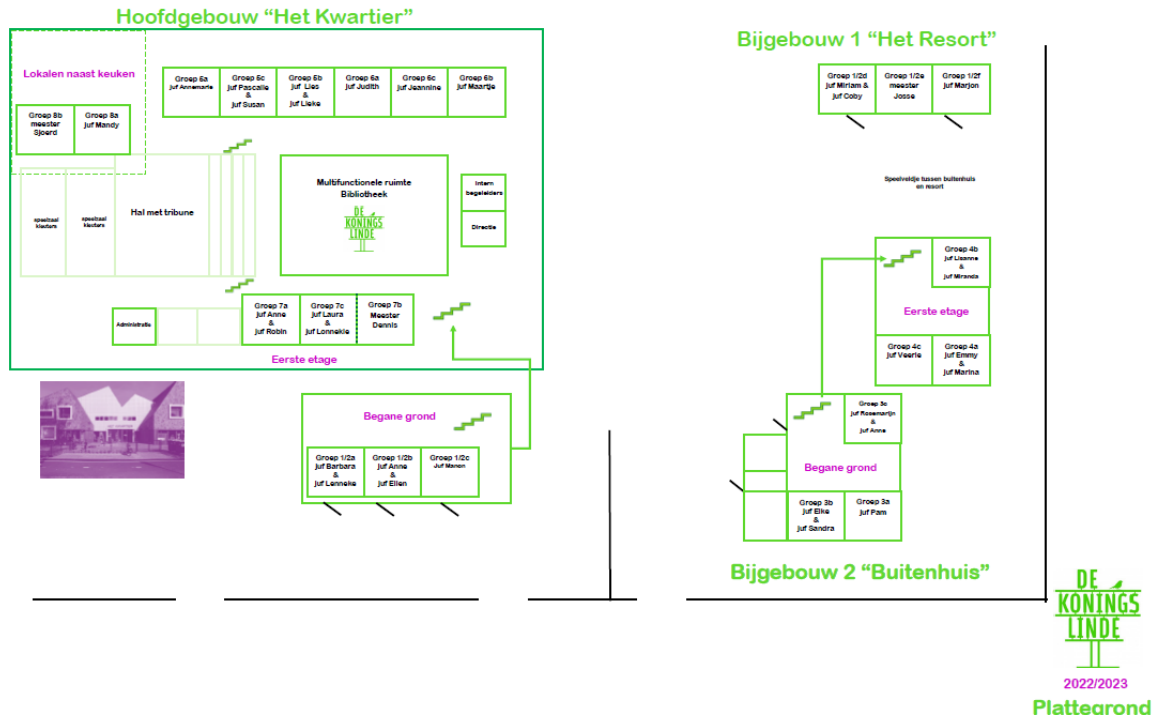 Hoofdgebouw “Het Kwartier”
Lokalen naast keuken
Groep 8b
meester
Sjoerd
Groep 8a
juf Mandy
Groep 5a
juf Annemarie
Groep 5c
juf Pascalle
&
juf Susan
Groep 5b
juf Lies
&
juf Lieke
Groep 6a
juf Judith
Groep 6c
juf Jeannine
Groep 6b
juf Maartje
speelzaal
kleuters
speelzaal
kleuters
Hal met tribune
Multifunctionele ruimte
Bibliotheek
DE
KONINGS
LINDE
Intern
begeleiders
Directie
Administratie
Groep 7a
juf Anne
&
juf Robin
Groep 7c
juf Laura
&
juf Lonnekie
Groep 7b
Meester
Dennis
Eerste etage
Begane grond
Groep 1/2a
juf Barbara
&
juf Lenneke
Groep 1/2b
juf Anne
&
juf Ellen
Groep 1/2c
Juf Manon
Bijgebouw 1 “Het Resort”
Groep 1/2d
juf Miriam &
juf Coby
Groep 1/2e
meester
Josse
Groep 1/2f
juf Marjon
Speelveldje tussen buitenhuis
en resort
Groep 4b
juf Lisanne
&
juf Miranda
Eerste etage
Groep 4c
juf Veerle
Groep 4a
juf Emmy
&
juf Marina
Groep 3c
juf Rosemarijn
&
juf Anne
Begane grond
Groep 3b
juf Elke
&
juf Sandra
Groep 3a
juf Pam
Bijgebouw 2 “Buitenhuis”
DE
KONINGS
LINDE
2022/2023
Plattegrond